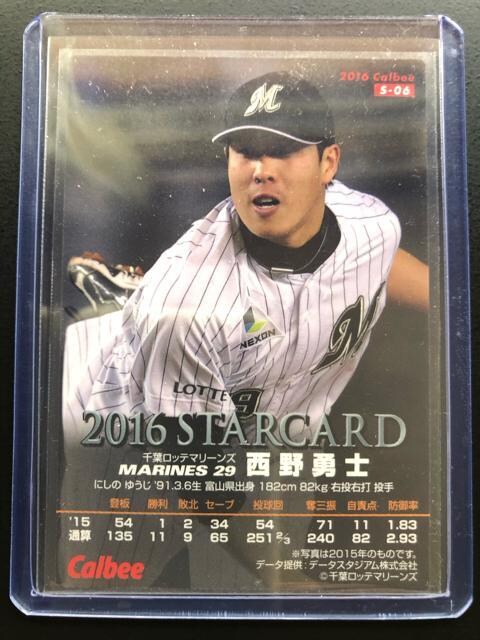 2016 Calbee
S-06
M
M
NEXON
LOTTE 9
2016 STARCARD
千葉ロッテマリーンズ
MARINES 29 西野勇士
にしの ゆうじ '91.3.6生 富山県出身 182cm 82kg 右投右打 投手
登板 勝利 敗北 セーブ 投球回 奪三振 自責点 防御率
'15 54 1 2 34 54 71 11 1.83
通算 135 11 9 65 251 2/3 240 82 2.93
※写真は2015年のものです。
データ提供：データスタジアム株式会社
©千葉ロッテマリーンズ
Calbee